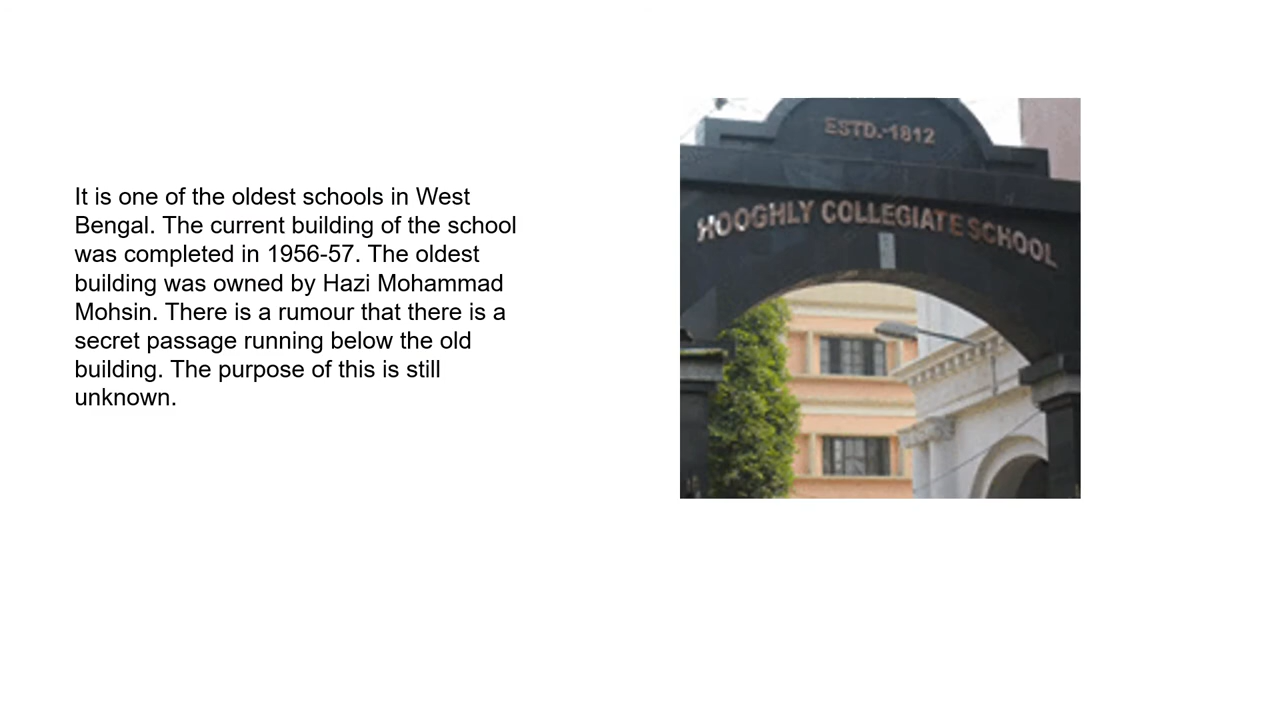 It is one of the oldest schools in West
Bengal. The current building of the school
was completed in 1956-57. The oldest
building was owned by Hazi Mohammad
Mohsin. There is a rumour that there is a
secret passage running below the old
building. The purpose of this is still
unknown.
ESTD.-1812
HOOGHLY COLLEGIATE SCHOOL